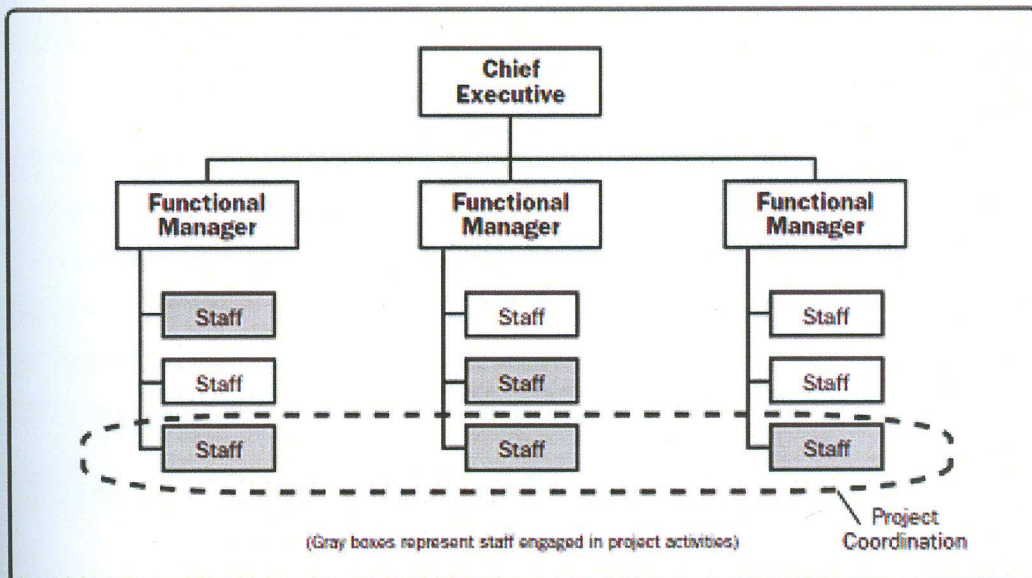 Chief
Executive
Functional
Manager
Functional
Manager
Functional
Manager
Staff
Staff
Staff
Staff
Staff
Staff
Staff
Staff
Staff
Project
Coordination
(Gray boxes represent staff engaged in project activities)